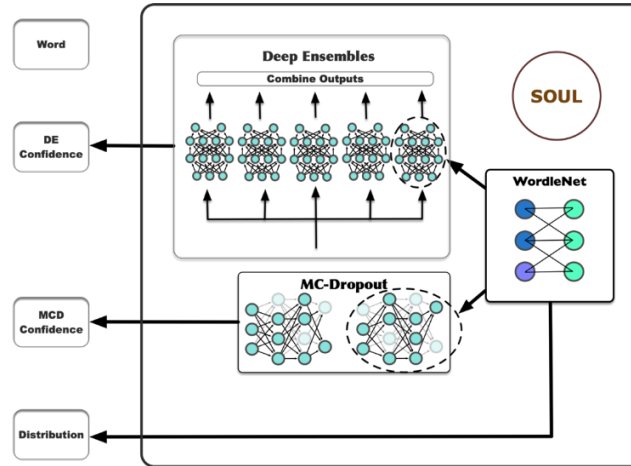 Word
Deep Ensembles
Combine Outputs
SOUL
DE
Confidence
WordleNet
MC-Dropout
MCD
Confidence
Distribution